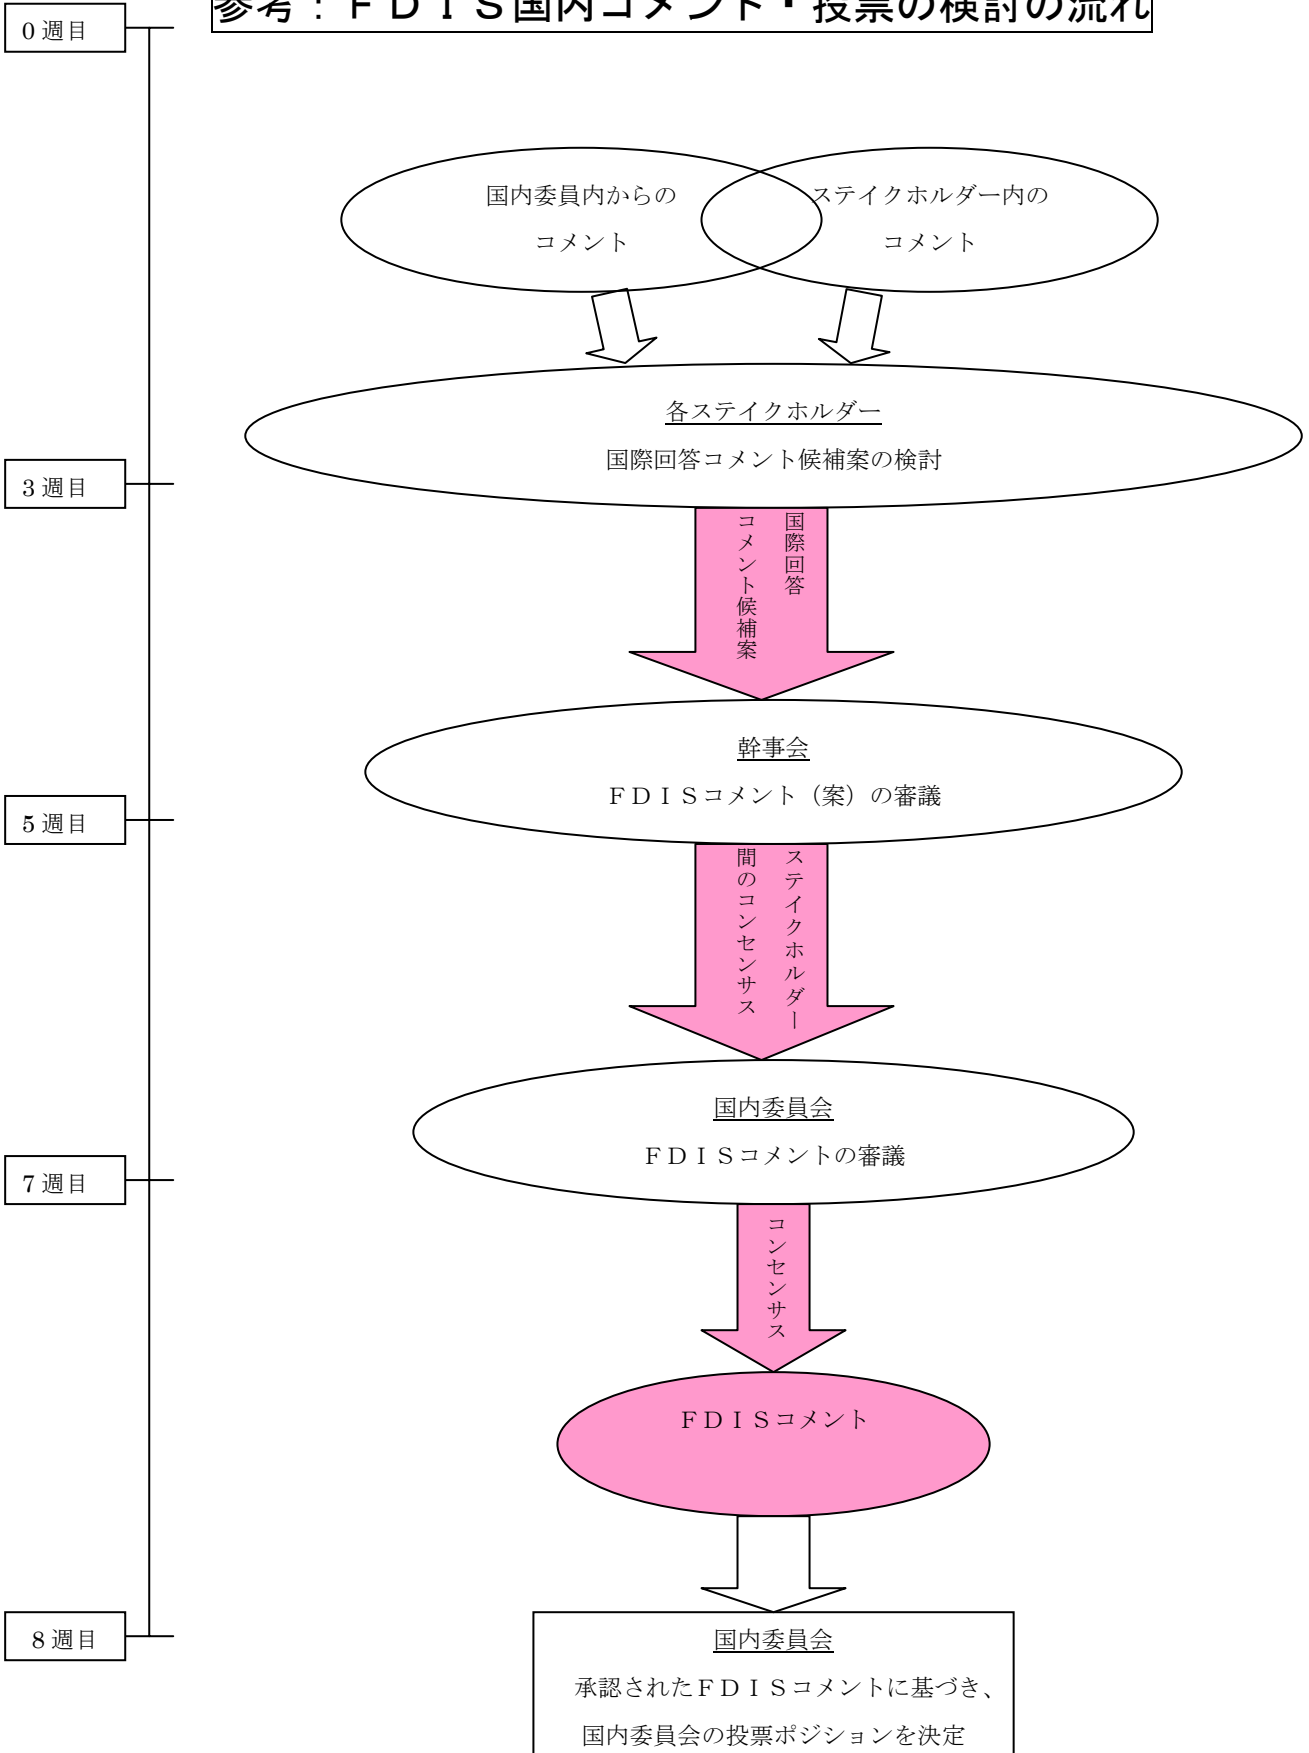 参考：ＦＤＩＳ国内コメント・投票の検討の流れ
０週目
国内委員内からの
コメント
ステイクホルダー内の
コメント
各ステイクホルダー
国際回答コメント候補案の検討
３週目
国際回答
コメント候補案
幹事会
ＦＤＩＳコメント（案）の審議
５週目
ステイクホルダー
間のコンセンサス
国内委員会
ＦＤＩＳコメントの審議
７週目
コンセンサス
ＦＤＩＳコメント
８週目
国内委員会
承認されたＦＤＩＳコメントに基づき、
国内委員会の投票ポジションを決定